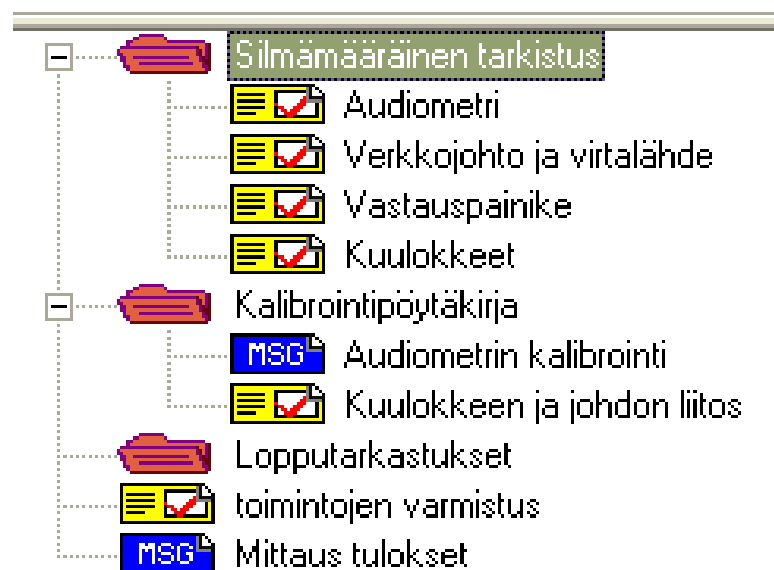 Silmämääräinen tarkistus
Audiometri
Verkkojohto ja virtalähde
Vastauspainike
Kuulokkeet
Kalibrointipöytäkirja
MSG Audiometrin kalibrointi
Kuulokkeen ja johdon liitos
Lopputarkastukset
toimintojen varmistus
MSG Mittaus tulokset